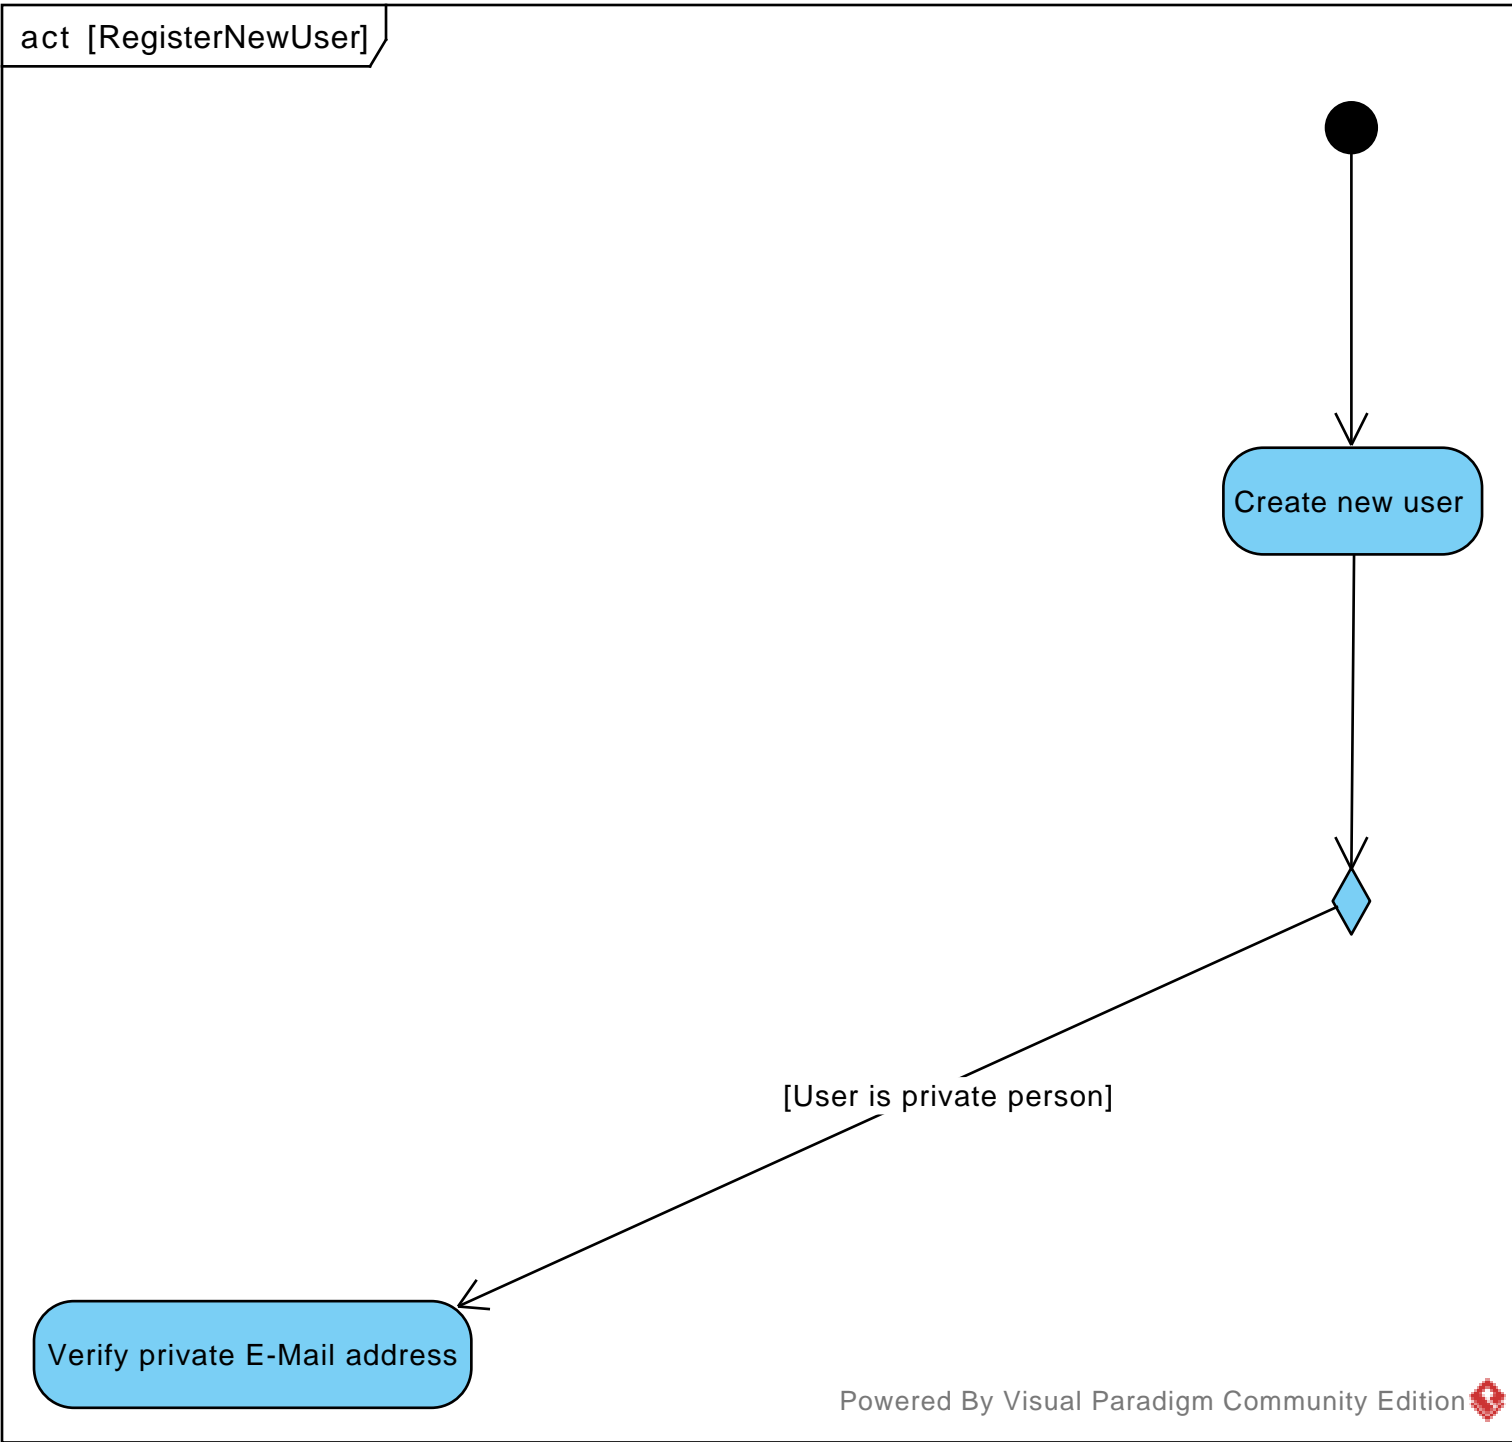 act [RegisterNewUser]
Create new user
[User is private person]
Verify private E-Mail address
Powered By Visual Paradigm Community Edition